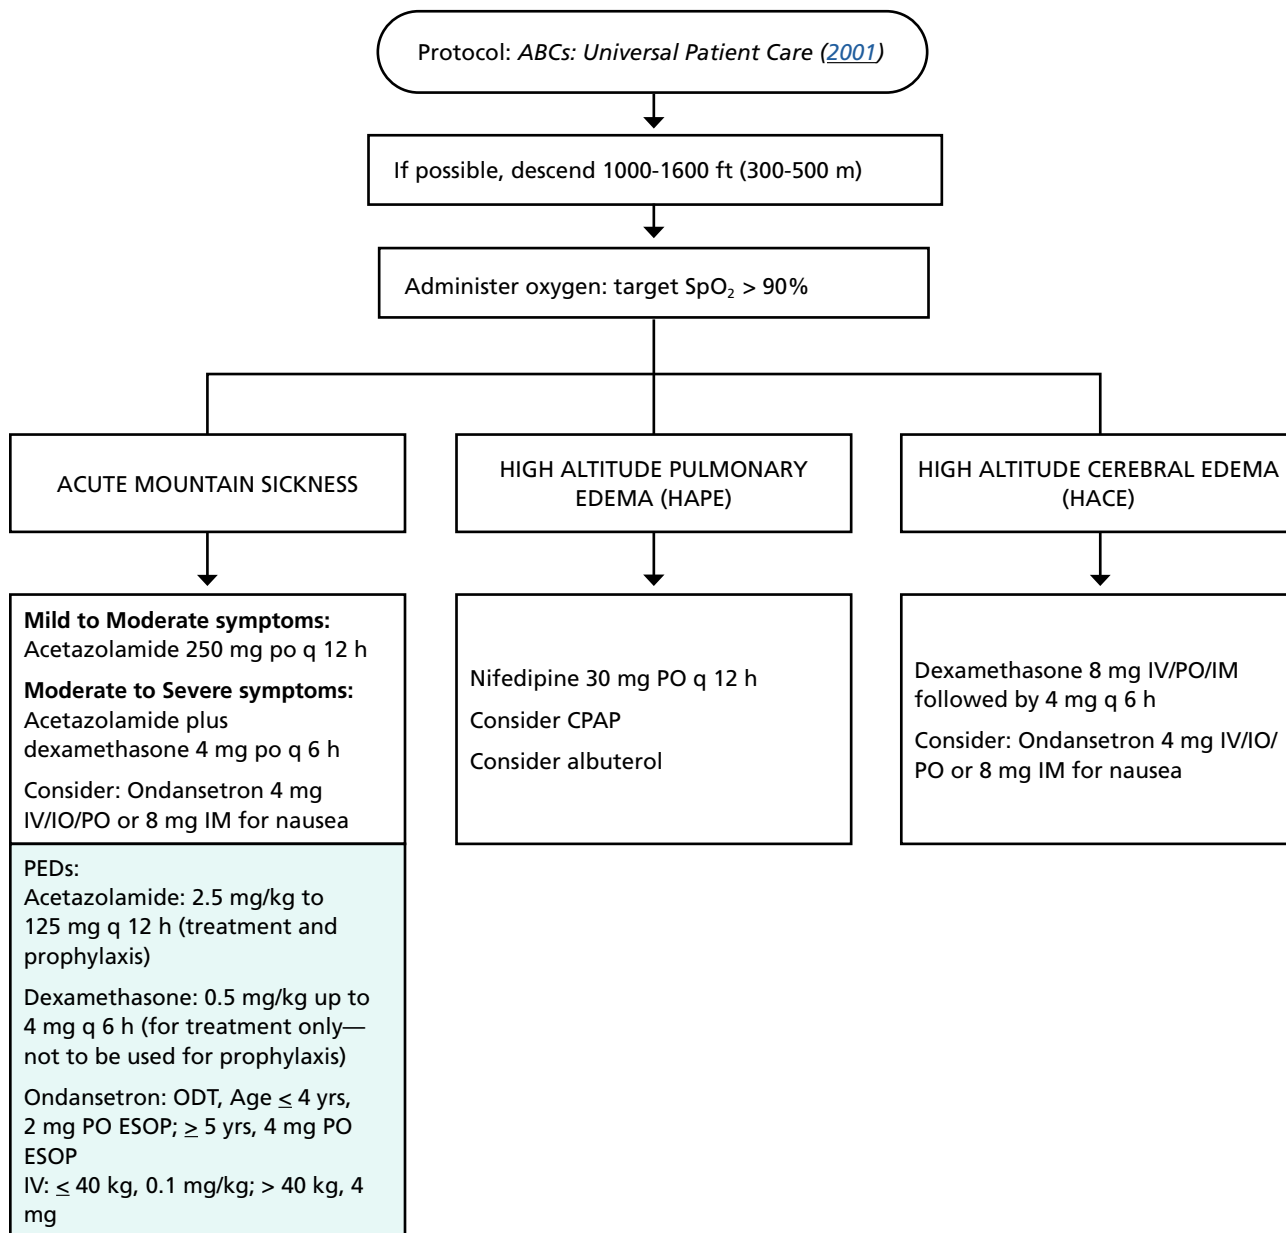 Protocol: ABCs: Universal Patient Care (2001)
If possible, descend 1000-1600 ft (300-500 m)
Administer oxygen: target SpO₂ > 90%
ACUTE MOUNTAIN SICKNESS
HIGH ALTITUDE PULMONARY
EDEMA (HAPE)
HIGH ALTITUDE CEREBRAL EDEMA
(HACE)
Mild to Moderate symptoms:
Acetazolamide 250 mg po q 12 h
Moderate to Severe symptoms:
Acetazolamide plus
dexamethasone 4 mg po q 6 h
Consider: Ondansetron 4 mg
IV/IO/PO or 8 mg IM for nausea
PEDs:
Acetazolamide: 2.5 mg/kg to
125 mg q 12 h (treatment and
prophylaxis)
Dexamethasone: 0.5 mg/kg up to
4 mg q 6 h (for treatment only—
not to be used for prophylaxis)
Ondansetron: ODT, Age ≤ 4 yrs,
2 mg PO ESOP; ≥ 5 yrs, 4 mg PO
ESOP
IV: ≤ 40 kg, 0.1 mg/kg; > 40 kg, 4
mg
Nifedipine 30 mg PO q 12 h
Consider CPAP
Consider albuterol
Dexamethasone 8 mg IV/PO/IM
followed by 4 mg q 6 h
Consider: Ondansetron 4 mg IV/IO/
PO or 8 mg IM for nausea